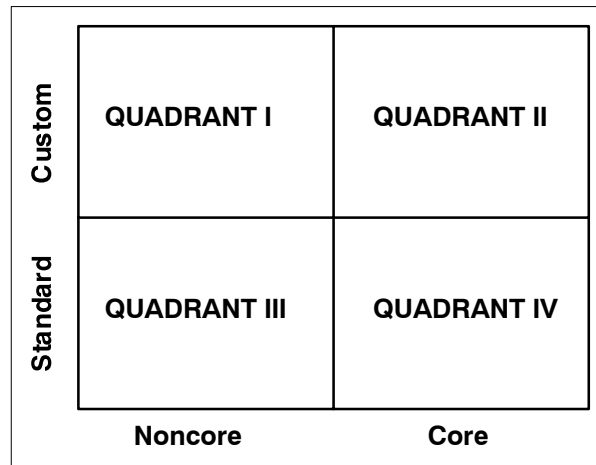 Custom
QUADRANT I
QUADRANT II
Standard
QUADRANT III
QUADRANT IV
Noncore
Core